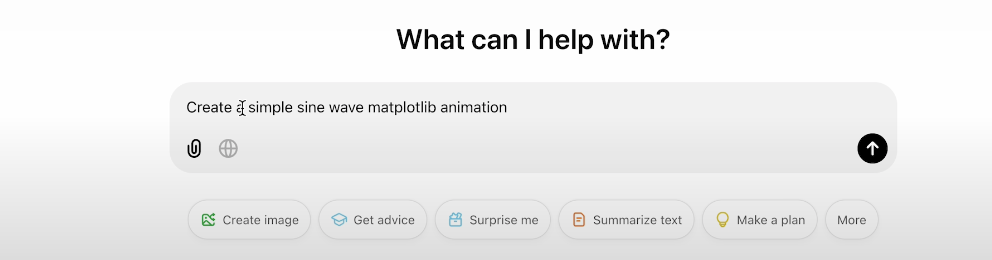 What can I help with?
Create a simple sine wave matplotlib animation
Create image Get advice Surprise me Summarize text Make a plan More